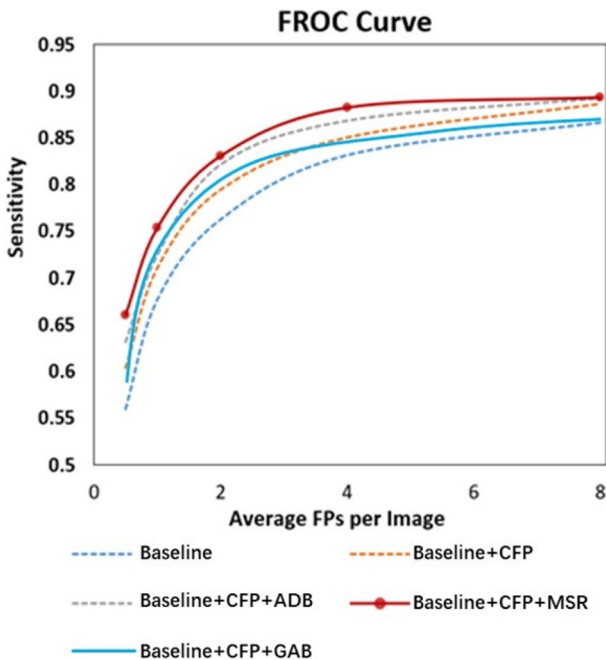 FROC Curve
0.95
0.9
0.85
0.8
0.75
0.7
0.65
0.6
0.55
0.5
Sensitivity
0 2 4 6 8
Average FPs per Image
Baseline Baseline+CFP
Baseline+CFP+ADB Baseline+CFP+MSR
Baseline+CFP+GAB